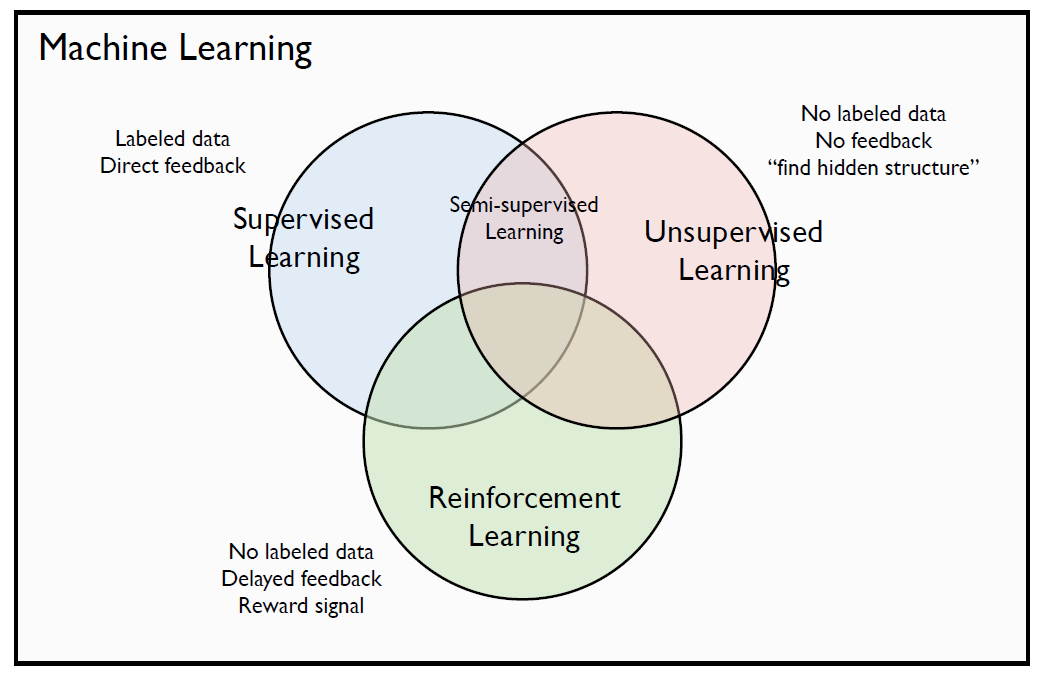 Machine Learning
Labeled data
Direct feedback
No labeled data
No feedback
“find hidden structure”
Supervised
Learning
Semi-supervised
Learning
Unsupervised
Learning
Reinforcement
Learning
No labeled data
Delayed feedback
Reward signal